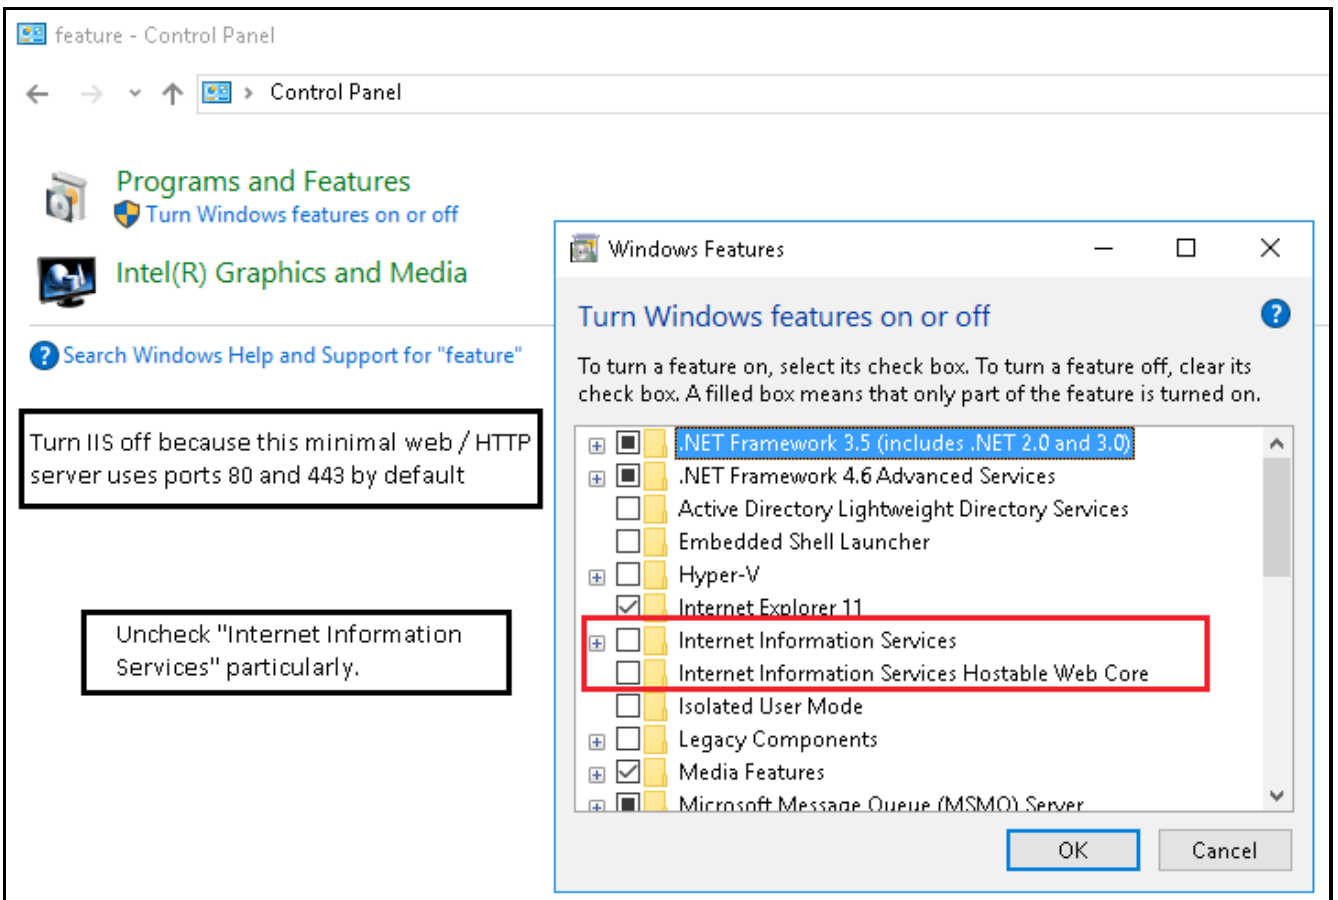 feature - Control Panel
Control Panel
Programs and Features
Turn Windows features on or off
Intel(R) Graphics and Media
Search Windows Help and Support for "feature"
Turn IIS off because this minimal web / HTTP
server uses ports 80 and 443 by default
Uncheck "Internet Information
Services" particularly.
Windows Features
Turn Windows features on or off
To turn a feature on, select its check box. To turn a feature off, clear its
check box. A filled box means that only part of the feature is turned on.
.NET Framework 3.5 (includes .NET 2.0 and 3.0)
.NET Framework 4.6 Advanced Services
Active Directory Lightweight Directory Services
Embedded Shell Launcher
Hyper-V
Internet Explorer 11
Internet Information Services
Internet Information Services Hostable Web Core
Isolated User Mode
Legacy Components
Media Features
Microsoft Message Queue (MSMQ) Server
OK
Cancel